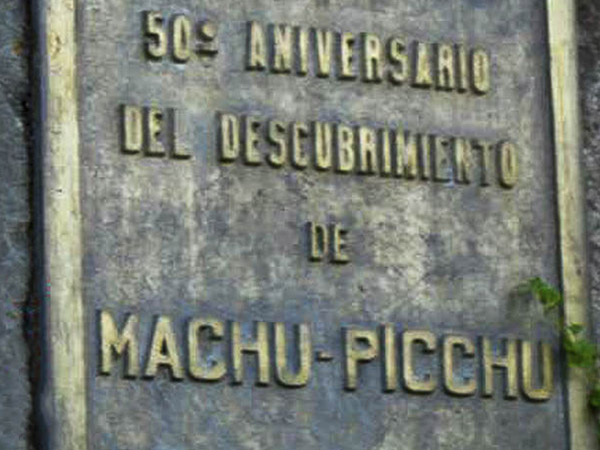 50º ANIVERSARIO
DEL DESCUBRIMIENTO
DE
MACHU-PICCHU